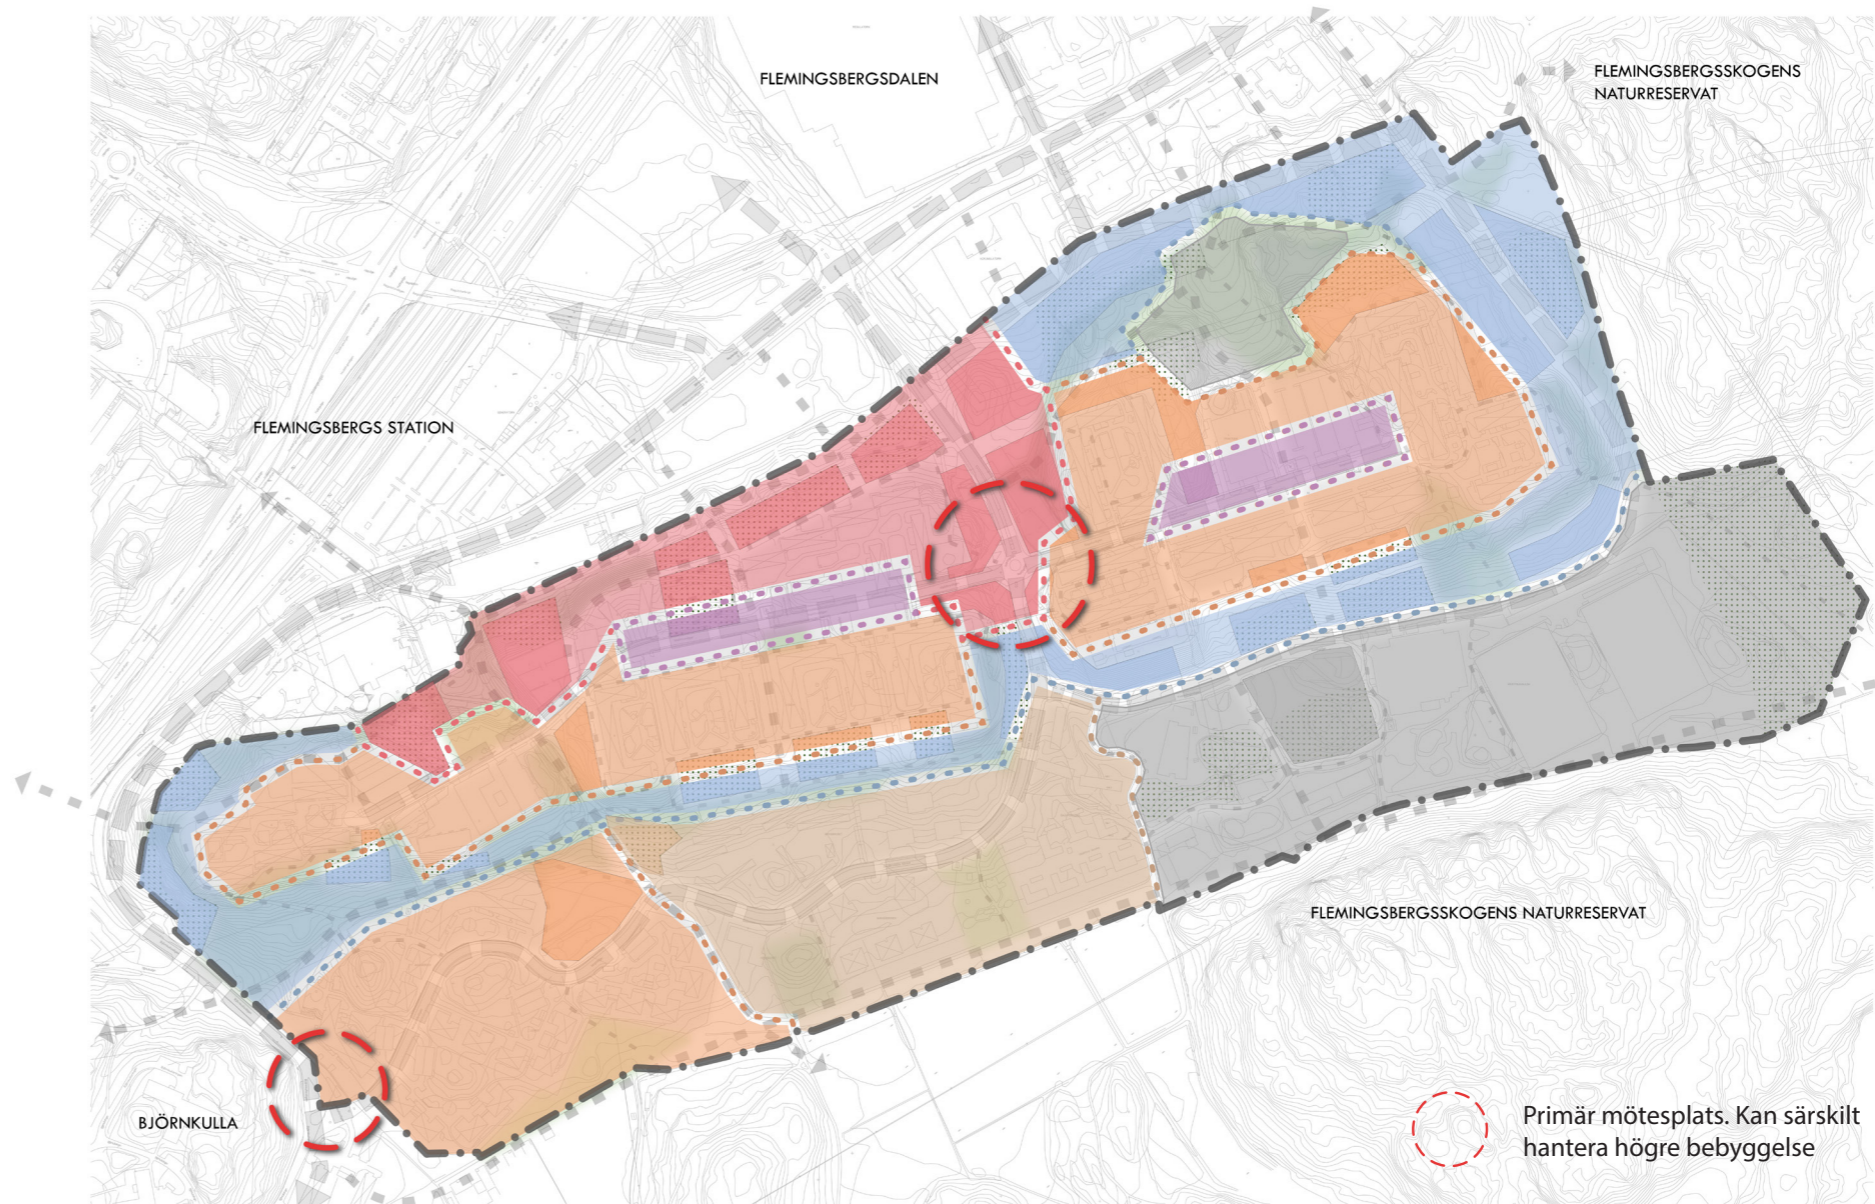 FLEMINGSBERGSDALEN
FLEMINGSBERGSSKOGENS
NATURRESERVAT
FLEMINGSBERGS STATION
FLEMINGSBERGSSKOGENS NATURRESERVAT
BJÖRNKULLA
Primär mötesplats. Kan särskilt
hantera högre bebyggelse